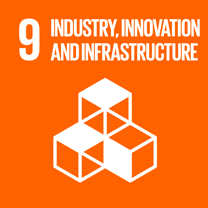 9 INDUSTRY, INNOVATION
AND INFRASTRUCTURE